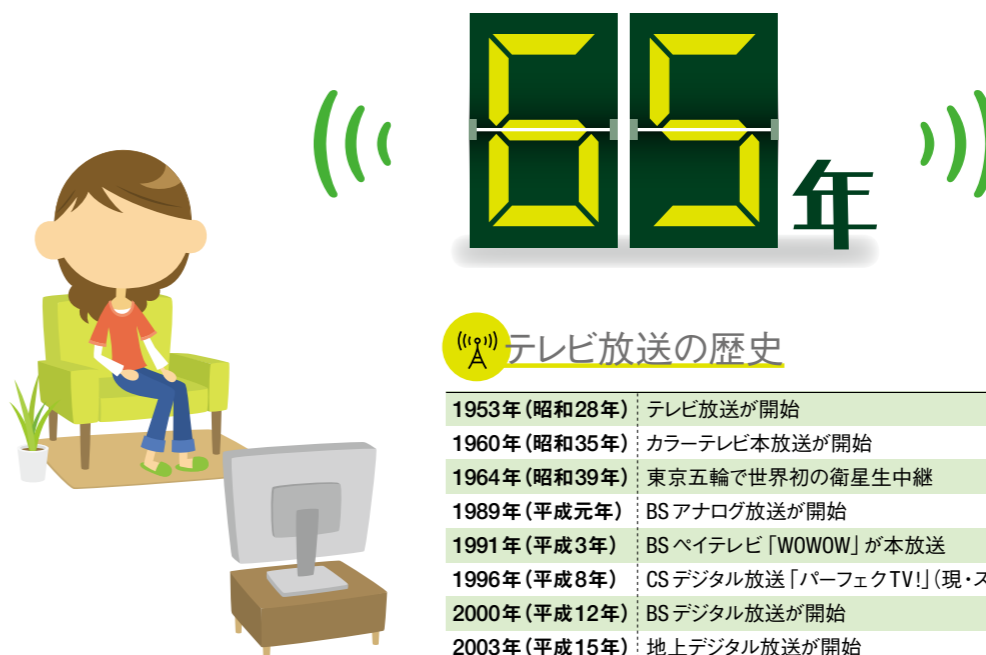 65年
テレビ放送の歴史
1953年(昭和28年) テレビ放送が開始
1960年(昭和35年) カラーテレビ本放送が開始
1964年(昭和39年) 東京五輪で世界初の衛星生中継
1989年(平成元年) BSアナログ放送が開始
1991年(平成3年) BSペイテレビ「WOWOW」が本放送
1996年(平成8年) CSデジタル放送「パーフェクTV!」(現・ス
2000年(平成12年) BSデジタル放送が開始
2003年(平成15年) 地上デジタル放送が開始